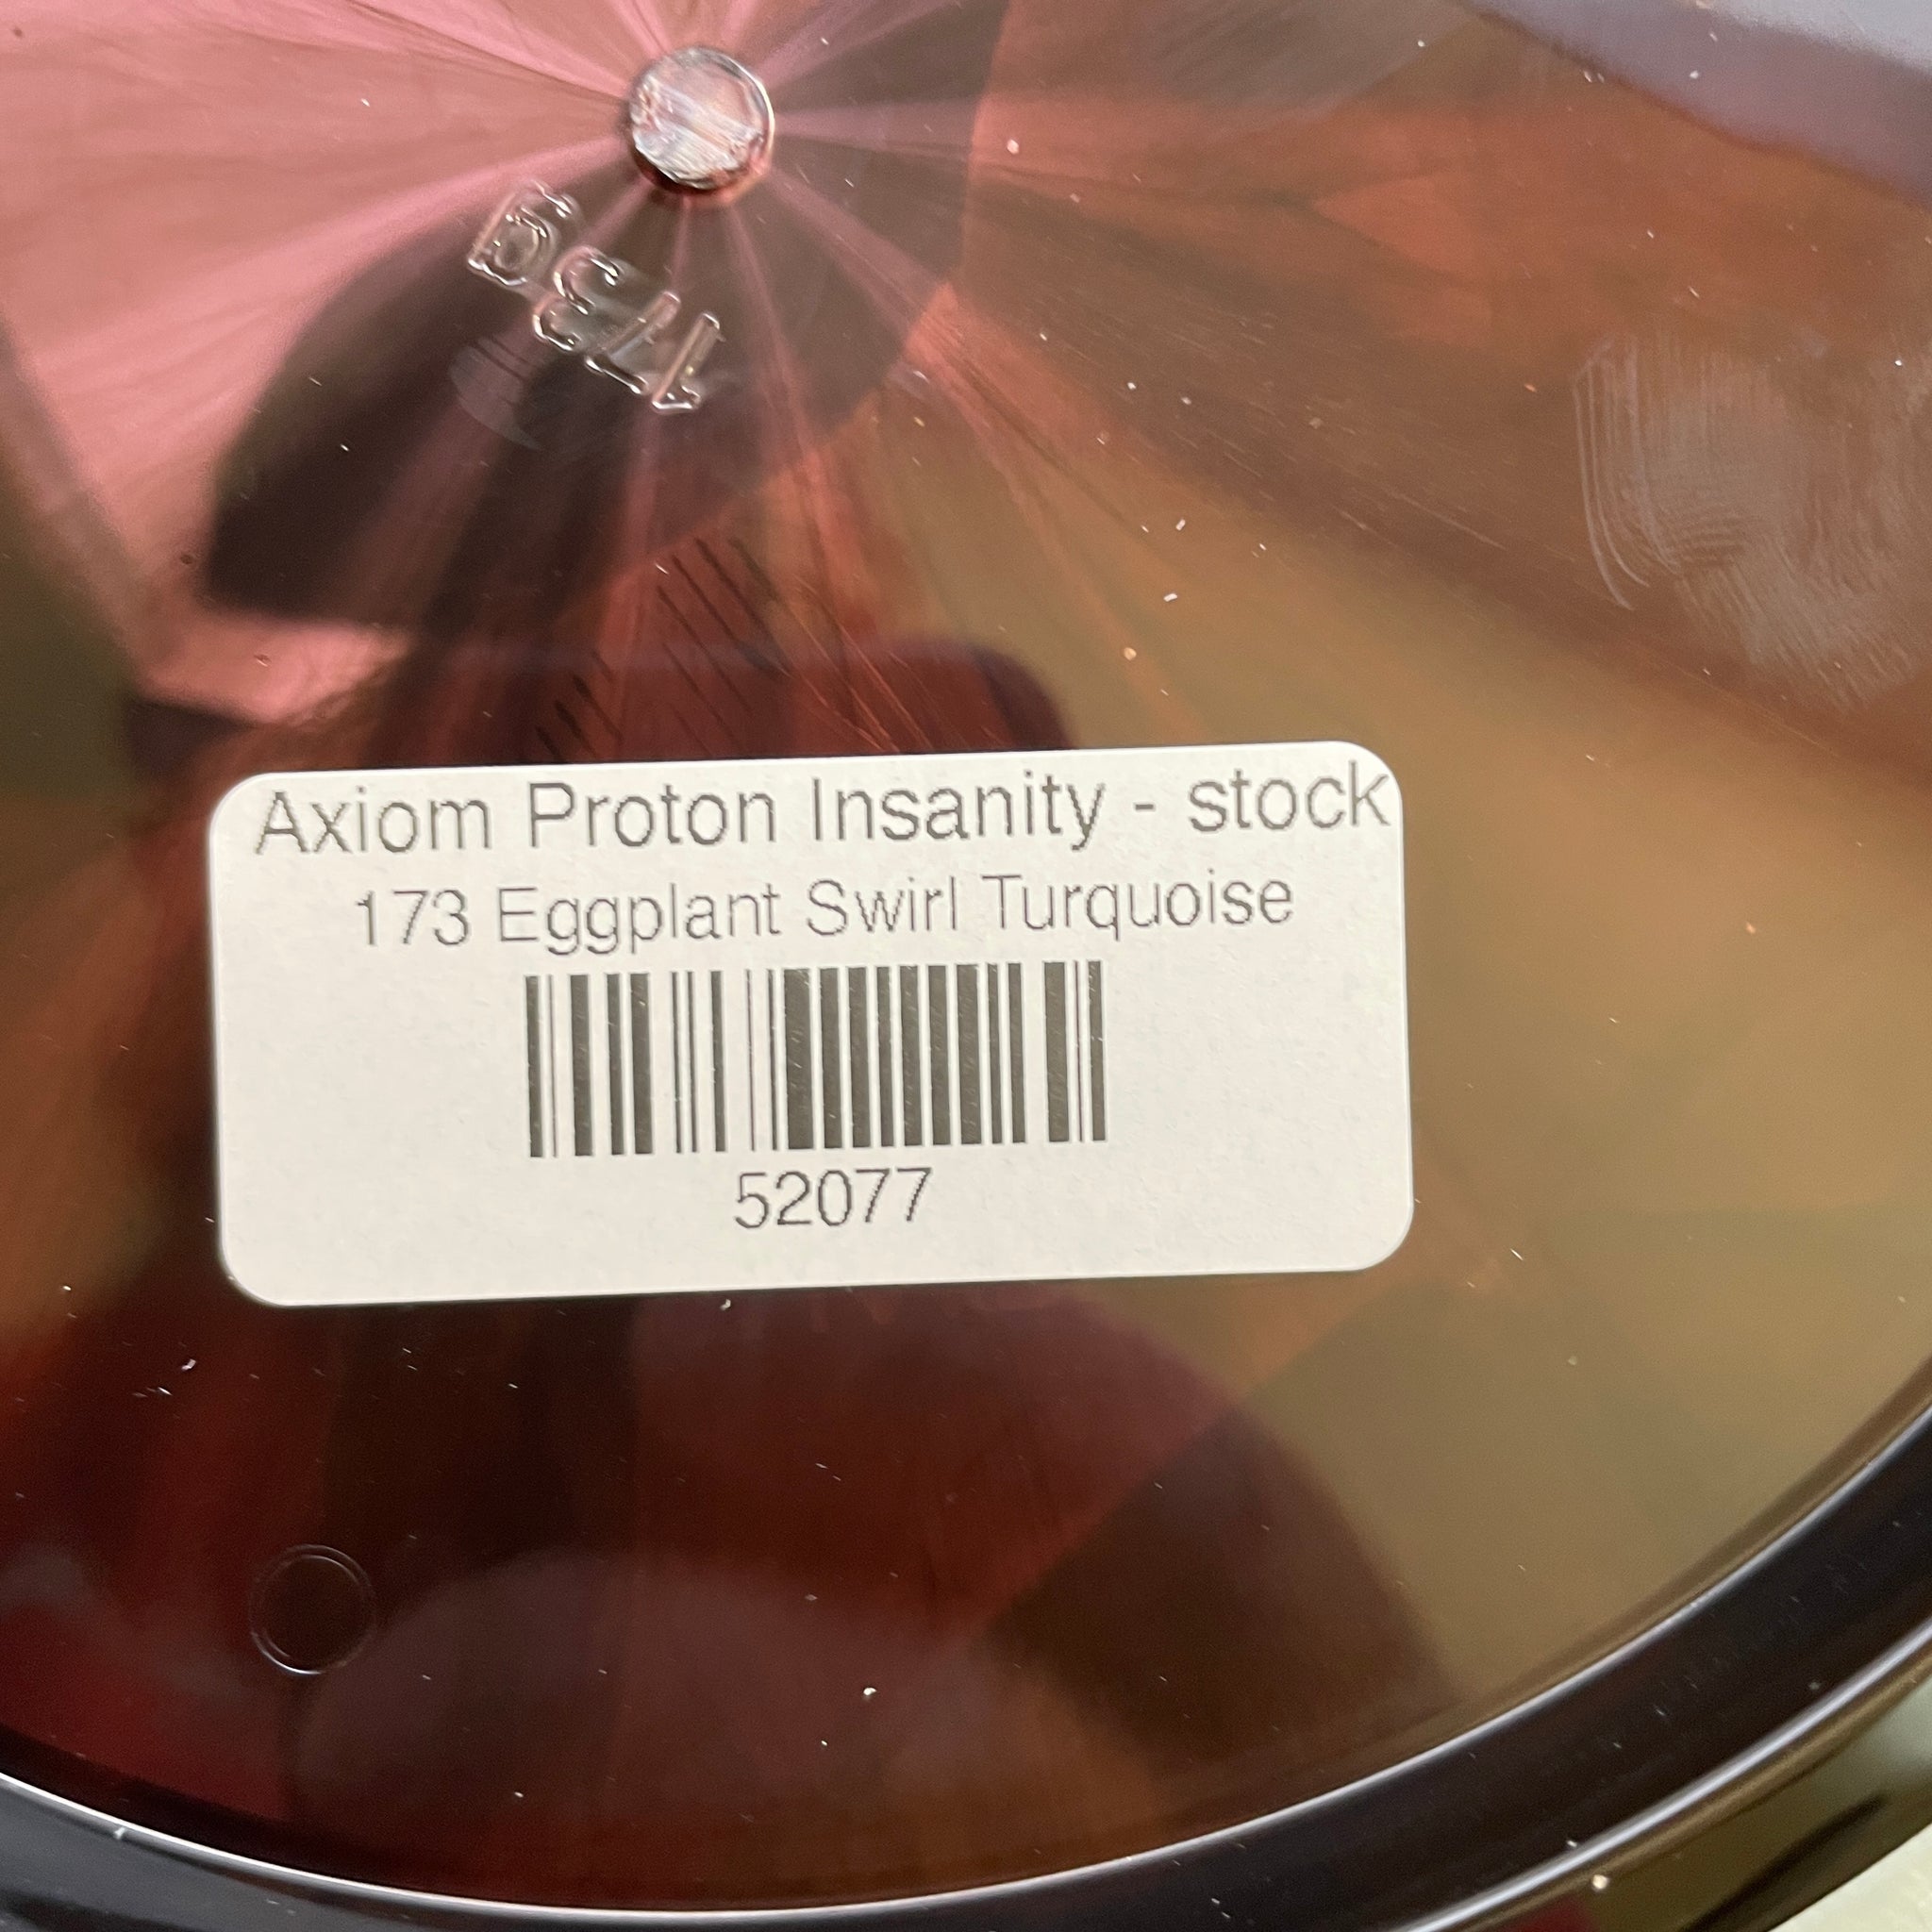 Axiom Proton Insanity - stock
173 Eggplant Swirl Turquoise
52077